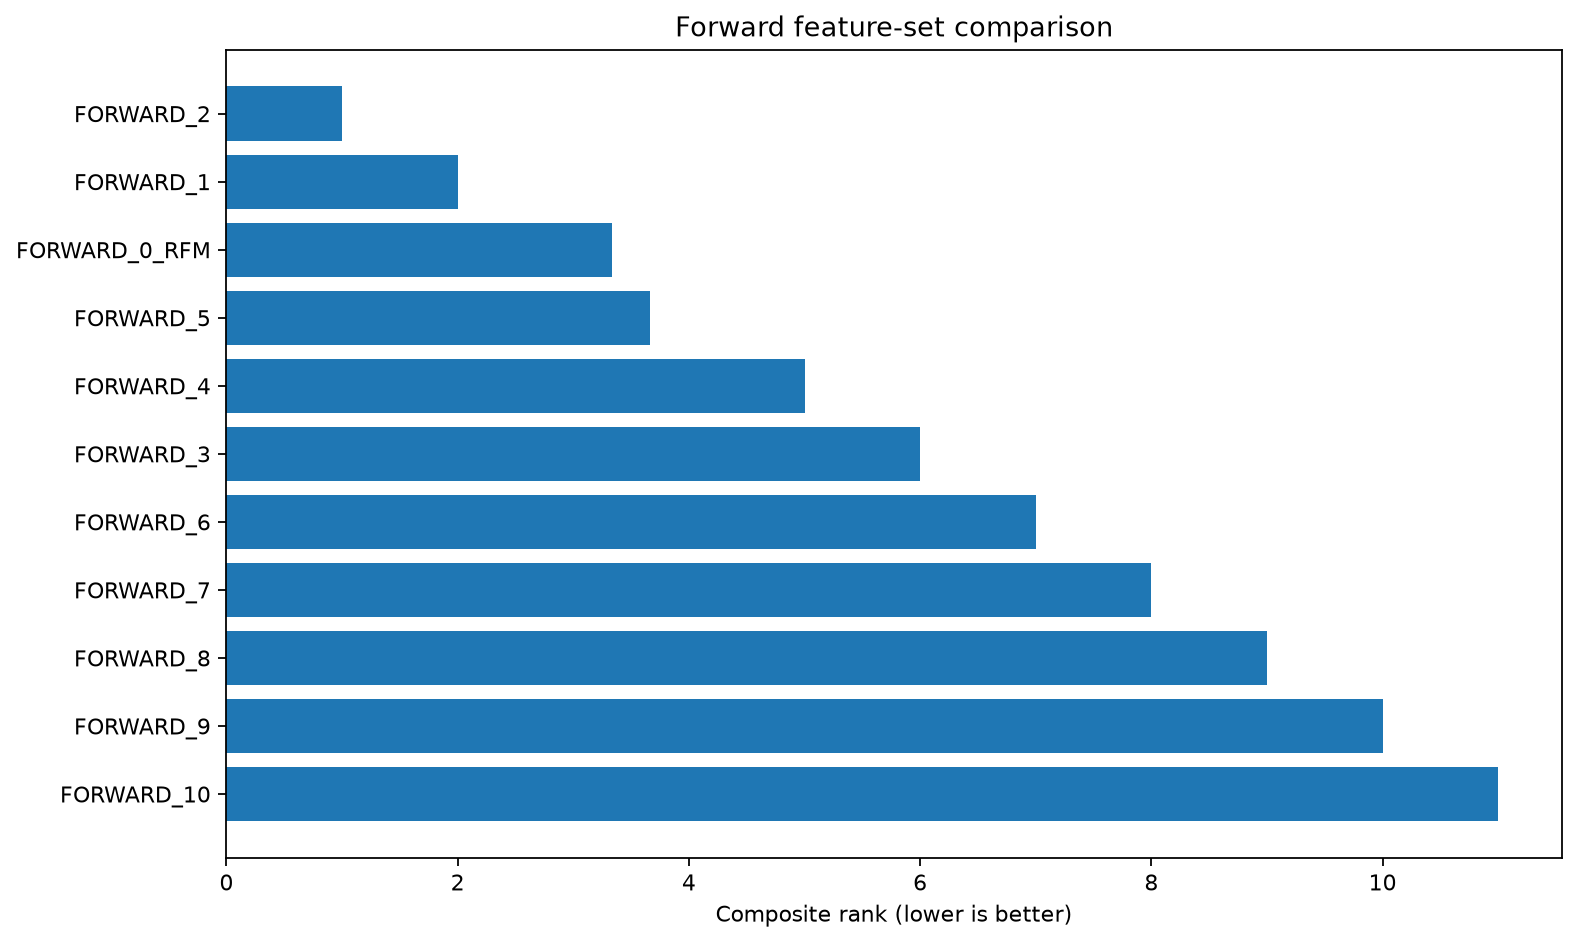 Forward feature-set comparison
FORWARD_2
FORWARD_1
FORWARD_0_RFM
FORWARD_5
FORWARD_4
FORWARD_3
FORWARD_6
FORWARD_7
FORWARD_8
FORWARD_9
FORWARD_10
0 2 4 6 8 10
Composite rank (lower is better)